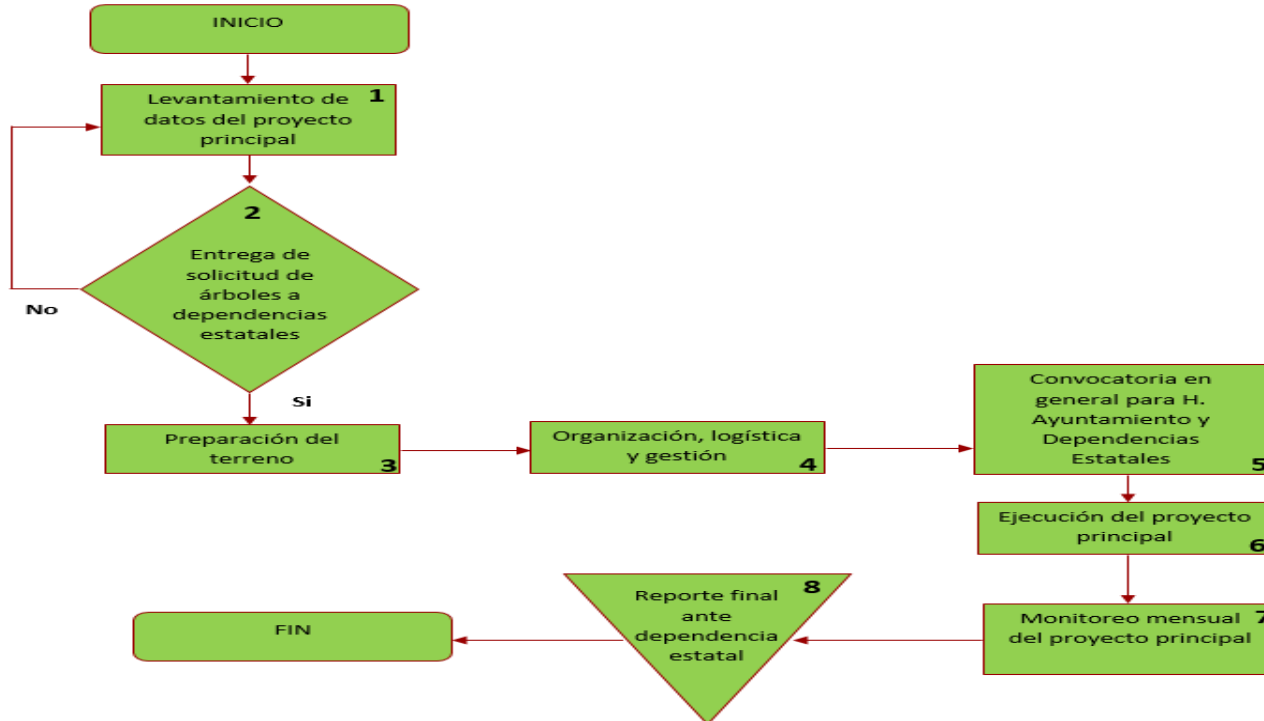 INICIO
1
Levantamiento de
datos del proyecto
principal
2
Entrega de
solicitud de
árboles a
dependencias
estatales
No
Si
Preparación del
terreno
3
Organización, logística
y gestión
4
Convocatoria en
general para H.
Ayuntamiento y
Dependencias
Estatales
5
Ejecución del proyecto
principal
6
7
Monitoreo mensual
del proyecto principal
8
Reporte final
ante
dependencia
estatal
FIN